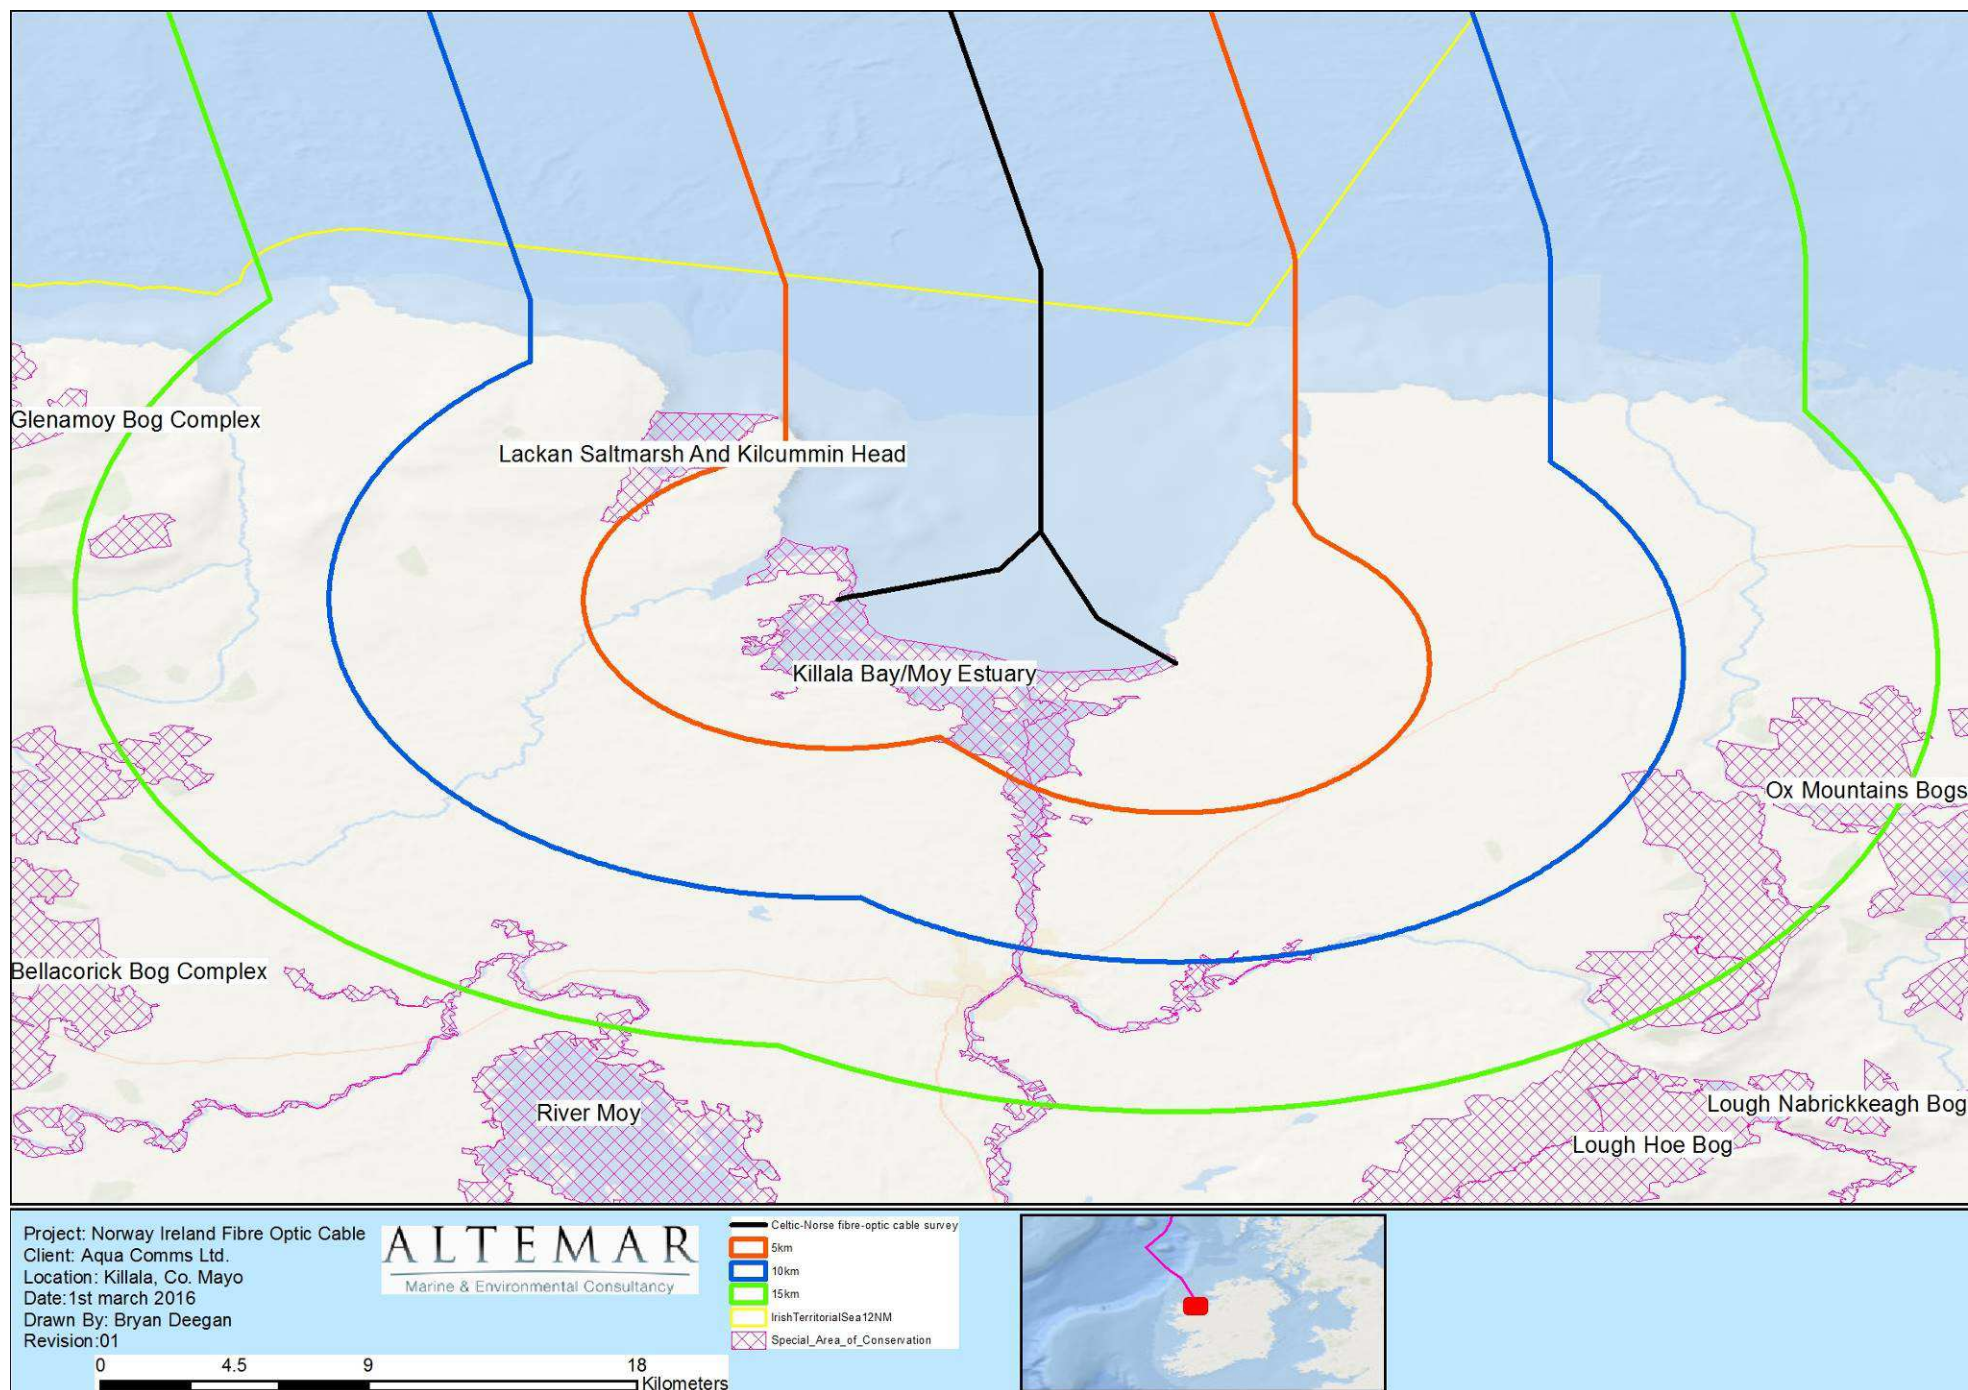 Glenamoy Bog Complex
Lackan Saltmarsh And Kilcummin Head
Killala Bay/Moy Estuary
Ox Mountains Bogs
Bellacorick Bog Complex
River Moy
Lough Nabrickkeagh Bog
Lough Hoe Bog
Project: Norway Ireland Fibre Optic Cable
Client: Aqua Comms Ltd.
Location: Killala, Co. Mayo
Date:1st march 2016
Drawn By: Bryan Deegan
Revision:01
0 4.5 9 18
Kilometers
ALTEMAR
Marine & Environmental Consultancy
Celtic-Norse fibre-optic cable survey
5km
10km
15km
IrishTerritorialSea12NM
Special_Area_of_Conservation